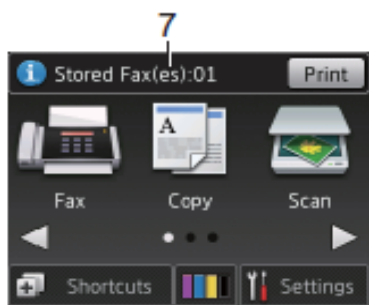 7
Stored Fax(es):01 Print
A
Fax Copy Scan
Shortcuts Settings